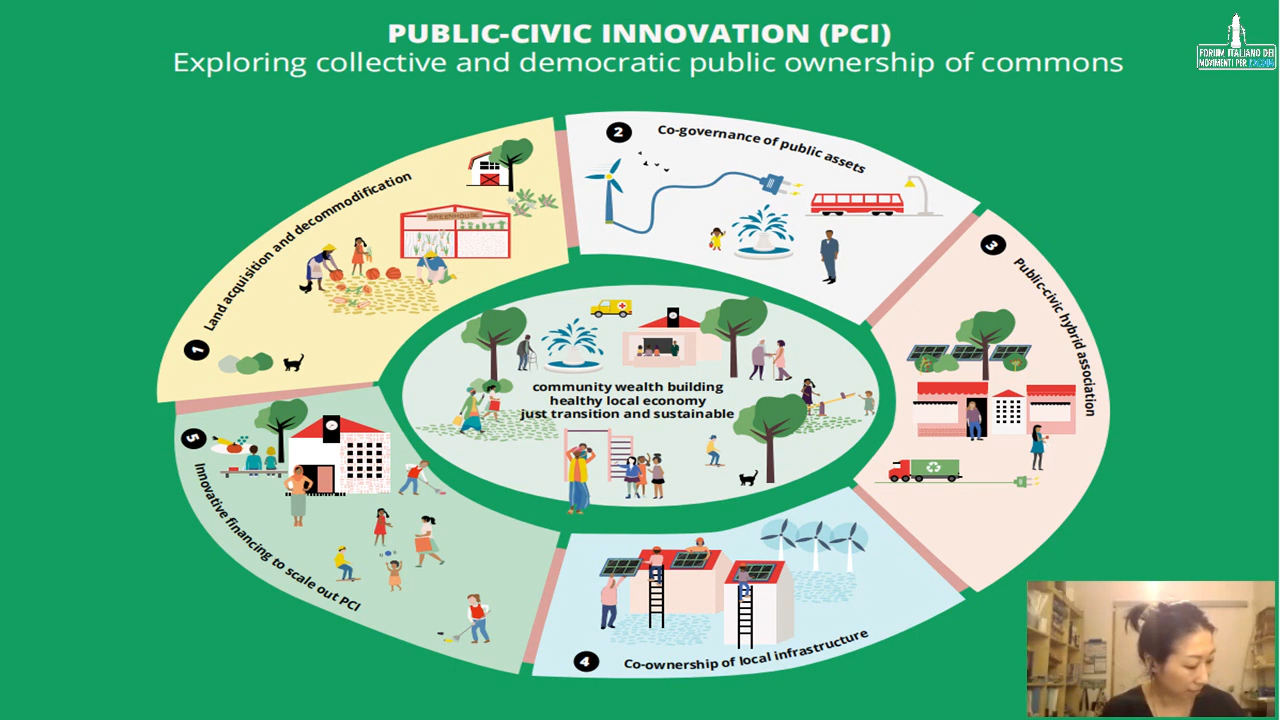 PUBLIC-CIVIC INNOVATION (PCI)
Exploring collective and democratic public ownership of commons
FORUM ITALIANO DEI
MOVIMENTI PER L'ACQUA
1
Land acquisition and decommodification
GREENHOUSE
2
Co-governance of public assets
3
Public-civic hybrid association
community wealth building
healthy local economy
just transition and sustainable
4
Co-ownership of local infrastructure
5
Innovative financing to scale out PCI